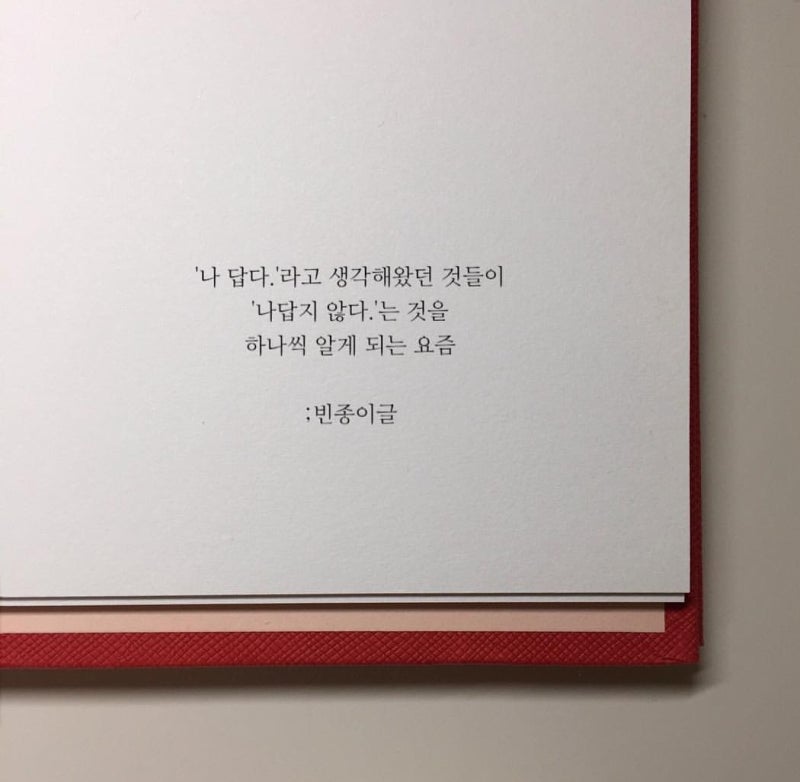 '나 답다.'라고 생각해왔던 것들이
'나답지 않다.'는 것을
하나씩 알게 되는 요즘
;빈종이글